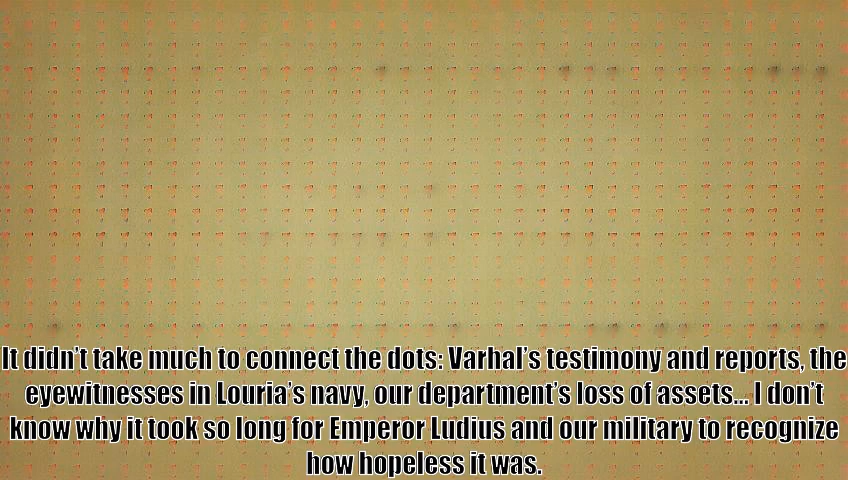 It didn't take much to connect the dots: Varhal's testimony and reports, the
eyewitnesses in Louria's navy, our department's loss of assets... I don't
know why it took so long for Emperor Ludius and our military to recognize
how hopeless it was.